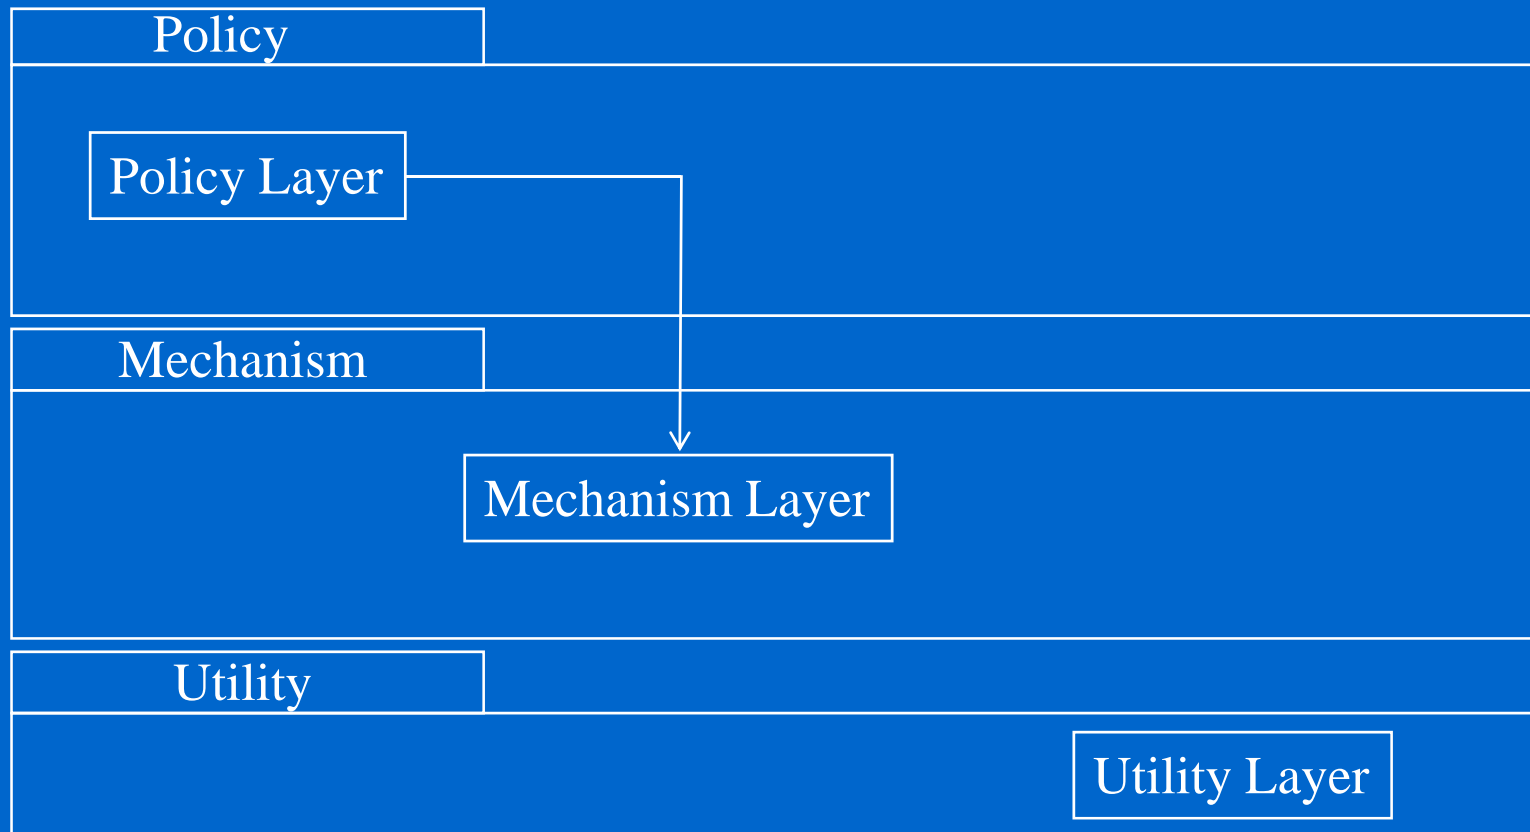 Policy
Policy Layer
Mechanism
Mechanism Layer
Utility
Utility Layer